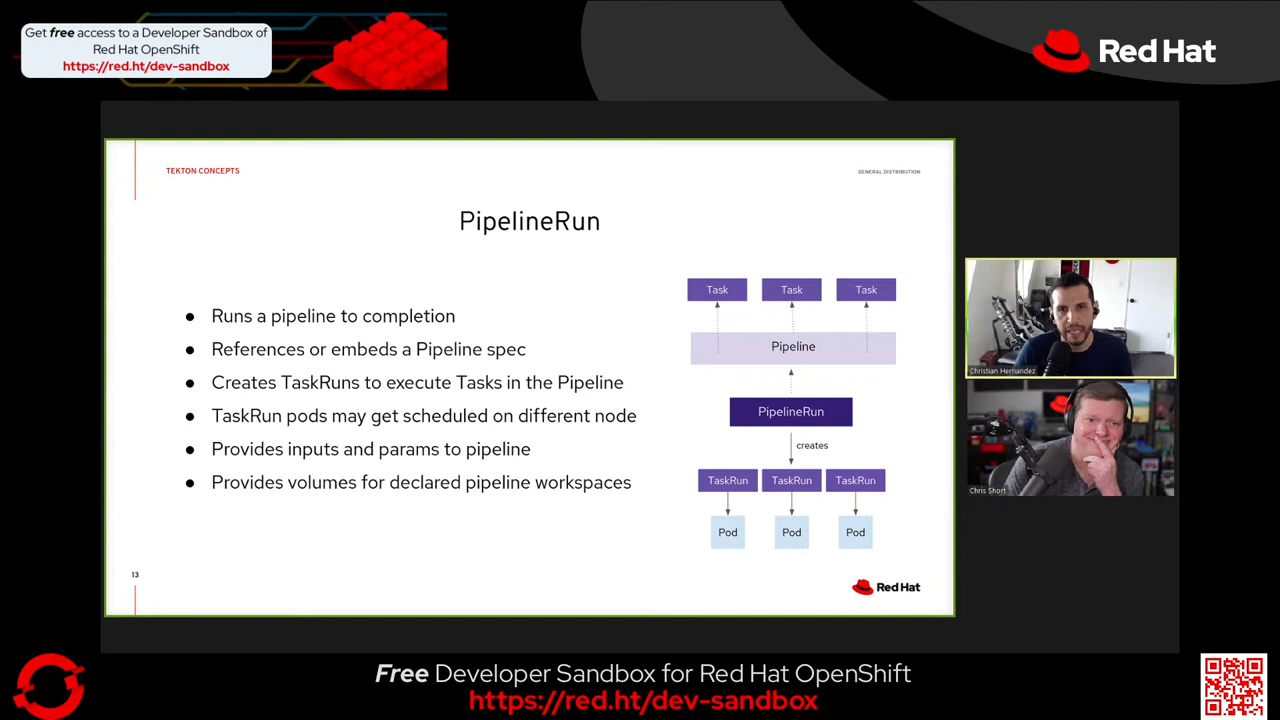 Get free access to a Developer Sandbox of
Red Hat OpenShift
https://red.ht/dev-sandbox
Red Hat
TEKTON CONCEPTS
GENERAL DISTRIBUTION
PipelineRun
● Runs a pipeline to completion
● References or embeds a Pipeline spec
● Creates TaskRuns to execute Tasks in the Pipeline
● TaskRun pods may get scheduled on different node
● Provides inputs and params to pipeline
● Provides volumes for declared pipeline workspaces
Task Task Task
Pipeline
PipelineRun
creates
TaskRun TaskRun TaskRun
Pod Pod Pod
13
Red Hat
Christian Hernandez
Chris Short
Free Developer Sandbox for Red Hat OpenShift
https://red.ht/dev-sandbox